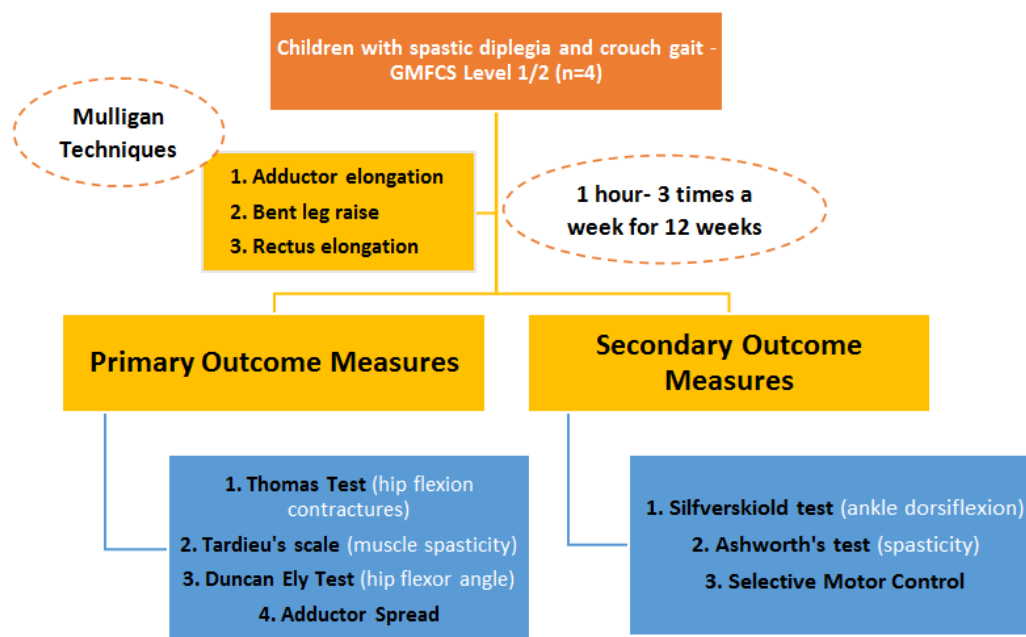 Children with spastic diplegia and crouch gait -
GMFCS Level 1/2 (n=4)
Mulligan
Techniques
1. Adductor elongation
2. Bent leg raise
3. Rectus elongation
1 hour- 3 times a
week for 12 weeks
Primary Outcome Measures
Secondary Outcome
Measures
1. Thomas Test (hip flexion
contractures)
2. Tardieu's scale (muscle spasticity)
3. Duncan Ely Test (hip flexor angle)
4. Adductor Spread
1. Silfverskiold test (ankle dorsiflexion)
2. Ashworth's test (spasticity)
3. Selective Motor Control